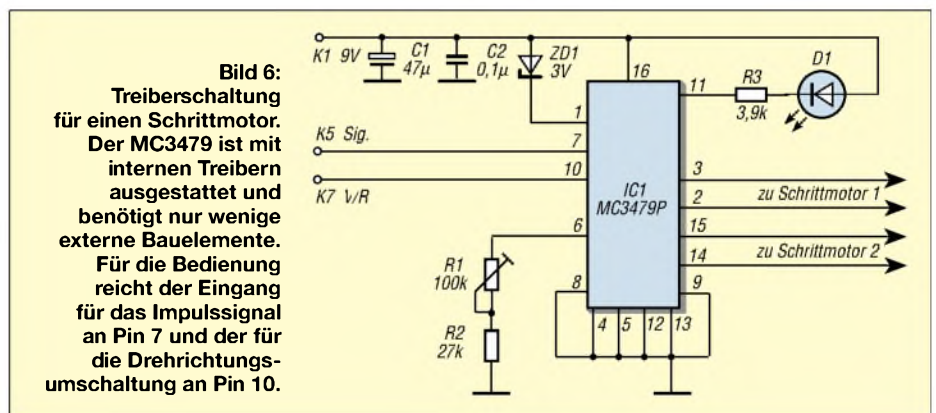 Bild 6:
Treiberschaltung
für einen Schrittmotor.
Der MC3479 ist mit
internen Treibern
ausgestattet und
benötigt nur wenige
externe Bauelemente.
Für die Bedienung
reicht der Eingang
für das Impulssignal
an Pin 7 und der für
die Drehrichtungs-
umschaltung an Pin 10.
K1 9V
C1
47µ
C2
0,1µ
ZD1
3V
16
11
R3
3,9k
D1
1
K5 Sig.
7
10
K7 V/R
IC1
MC3479P
3
2
zu Schrittmotor 1
15
14
zu Schrittmotor 2
6
R1
100k
R2
27k
8
9
4
5
12
13